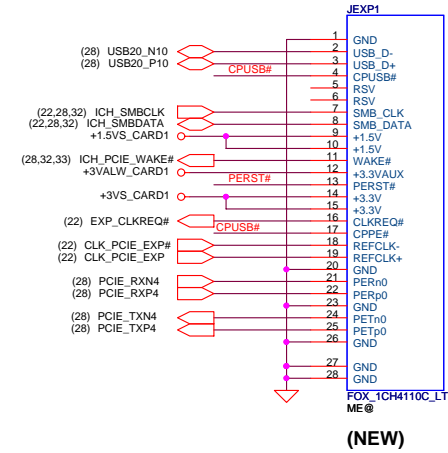 JEXP1
1 GND
(28) USB20_N10 2 USB_D-
(28) USB20_P10 3 USB_D+
CPUSB# 4 CPUSB#
5 RSV
6 RSV
(22,28,32) ICH_SMBCLK 7 SMB_CLK
(22,28,32) ICH_SMBDATA 8 SMB_DATA
+1.5VS_CARD1 9 +1.5V
10 +1.5V
(28,32,33) ICH_PCIE_WAKE# 11 WAKE#
+3VALW_CARD1 12 +3.3VAUX
PERST# 13 PERST#
+3VS_CARD1 14 +3.3V
15 +3.3V
(22) EXP_CLKREQ# 16 CLKREQ#
CPUSB# 17 CPPE#
(22) CLK_PCIE_EXP# 18 REFCLK-
(22) CLK_PCIE_EXP 19 REFCLK+
20 GND
(28) PCIE_RXN4 21 PERn0
(28) PCIE_RXP4 22 PERp0
23 GND
(28) PCIE_TXN4 24 PETn0
(28) PCIE_TXP4 25 PETp0
26 GND
27 GND
28 GND
FOX_1CH4110C_LT
ME@
(NEW)